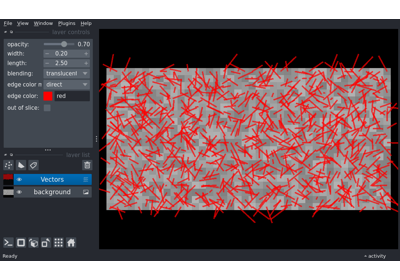 File View Window Plugins Help
layer controls
opacity: 0.70
width: 0.20
length: 2.50
blending: translucent
edge color m direct
edge color: red
out of slice:
layer list
Vectors
background
Ready
activity